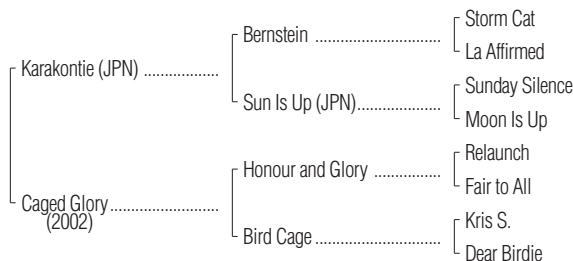 Storm Cat
Bernstein ................................
La Affirmed
Karakontie (JPN) ...................
Sunday Silence
Sun Is Up (JPN).....................
Moon Is Up
Relaunch
Honour and Glory .................
Fair to All
Caged Glory ............................
(2002)
Kris S.
Bird Cage ................................
Dear Birdie